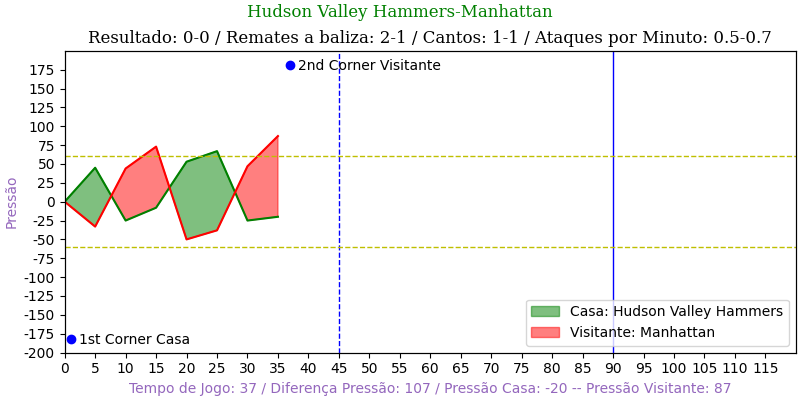 Hudson Valley Hammers-Manhattan
Resultado: 0-0 / Remates a baliza: 2-1 / Cantos: 1-1 / Ataques por Minuto: 0.5-0.7
175
150
125
100
75
50
25
0
-25
-50
-75
-100
-125
-150
-175
-200
Pressão
2nd Corner Visitante
1st Corner Casa
Casa: Hudson Valley Hammers
Visitante: Manhattan
0 5 10 15 20 25 30 35 40 45 50 55 60 65 70 75 80 85 90 95 100 105 110 115
Tempo de Jogo: 37 / Diferença Pressão: 107 / Pressão Casa: -20 -- Pressão Visitante: 87